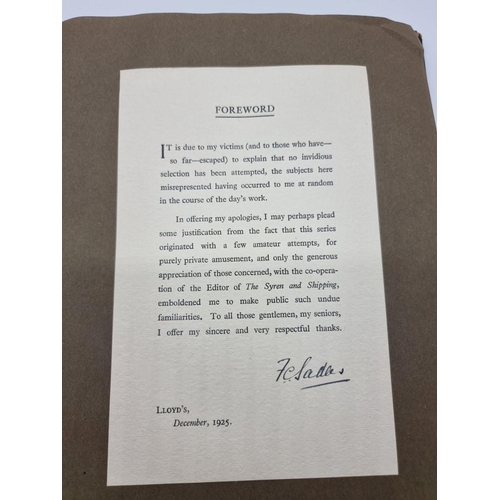 FOREWORD
IT is due to my victims (and to those who have—
so far—escaped) to explain that no invidious
selection has been attempted, the subjects here
misrepresented having occurred to me at random
in the course of the day's work.
In offering my apologies, I may perhaps plead
some justification from the fact that this series
originated with a few amateur attempts, for
purely private amusement, and only the generous
appreciation of those concerned, with the co-opera-
tion of the Editor of The Syren and Shipping,
emboldened me to make public such undue
familiarities. To all those gentlemen, my seniors,
I offer my sincere and very respectful thanks.
LLOYD'S,
December, 1925.